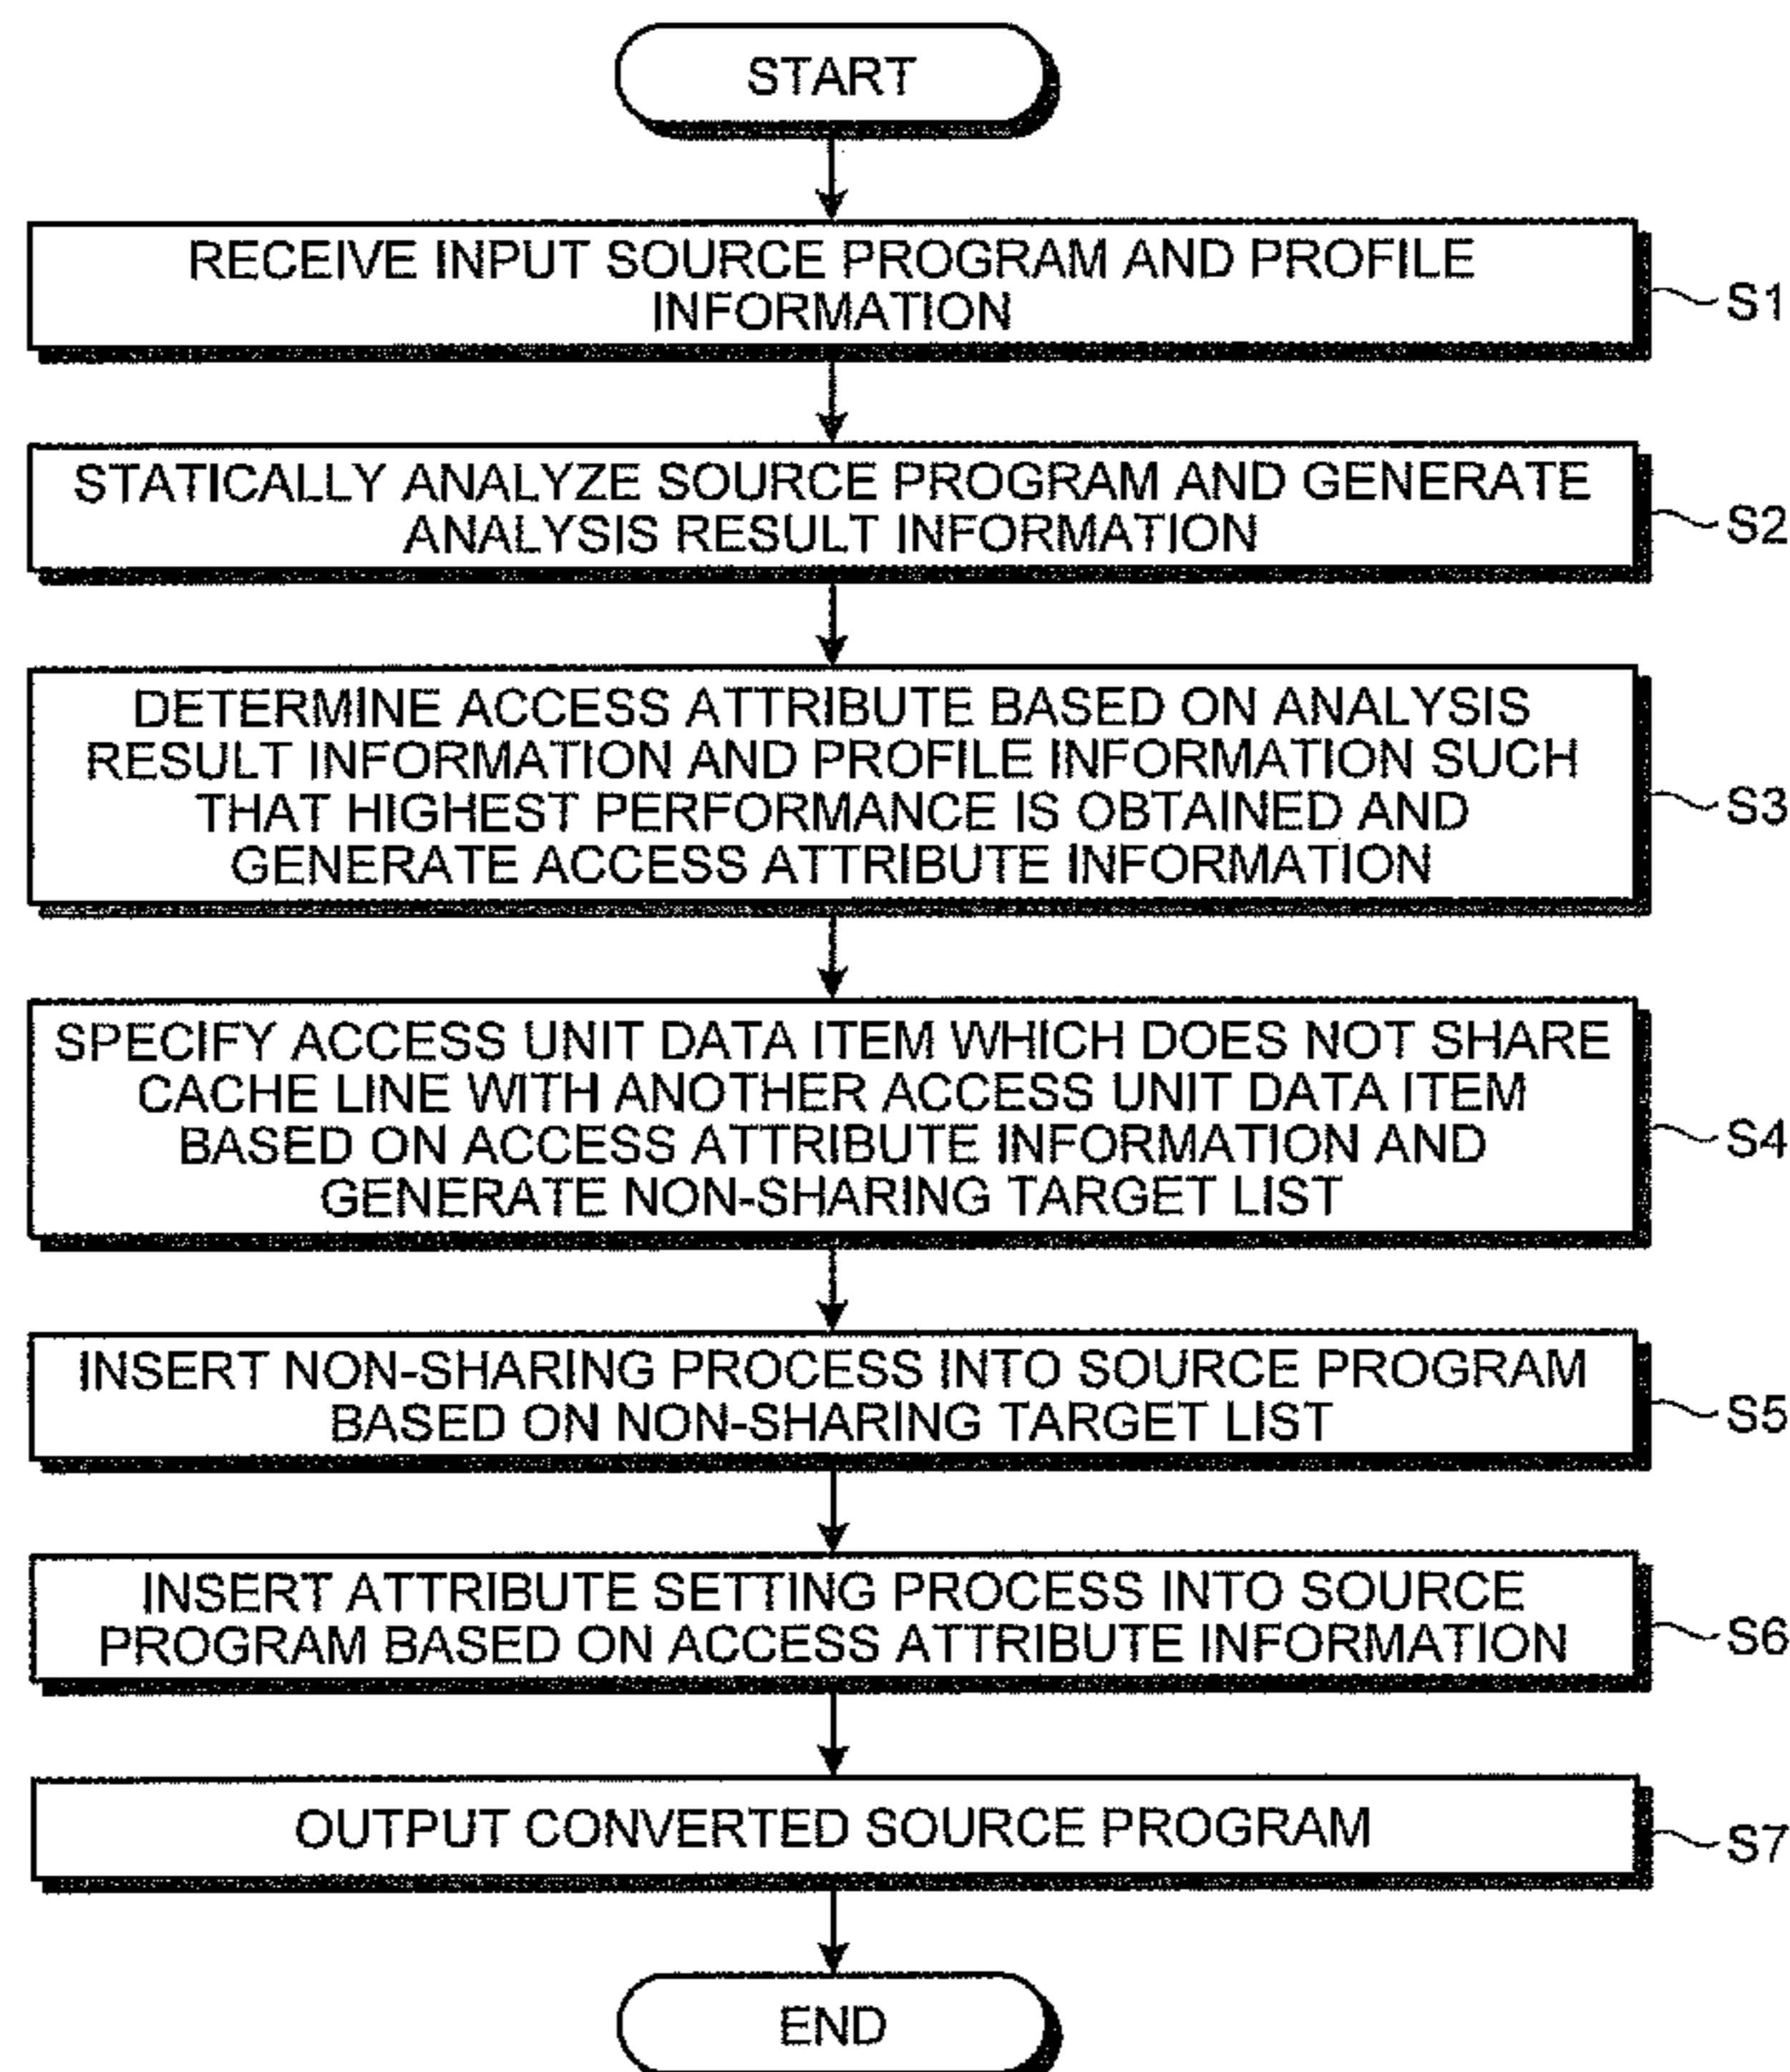 START
RECEIVE INPUT SOURCE PROGRAM AND PROFILE
INFORMATION
S1
STATICALLY ANALYZE SOURCE PROGRAM AND GENERATE
ANALYSIS RESULT INFORMATION
S2
DETERMINE ACCESS ATTRIBUTE BASED ON ANALYSIS
RESULT INFORMATION AND PROFILE INFORMATION SUCH
THAT HIGHEST PERFORMANCE IS OBTAINED AND
GENERATE ACCESS ATTRIBUTE INFORMATION
S3
SPECIFY ACCESS UNIT DATA ITEM WHICH DOES NOT SHARE
CACHE LINE WITH ANOTHER ACCESS UNIT DATA ITEM
BASED ON ACCESS ATTRIBUTE INFORMATION AND
GENERATE NON-SHARING TARGET LIST
S4
INSERT NON-SHARING PROCESS INTO SOURCE PROGRAM
BASED ON NON-SHARING TARGET LIST
S5
INSERT ATTRIBUTE SETTING PROCESS INTO SOURCE
PROGRAM BASED ON ACCESS ATTRIBUTE INFORMATION
S6
OUTPUT CONVERTED SOURCE PROGRAM
S7
END